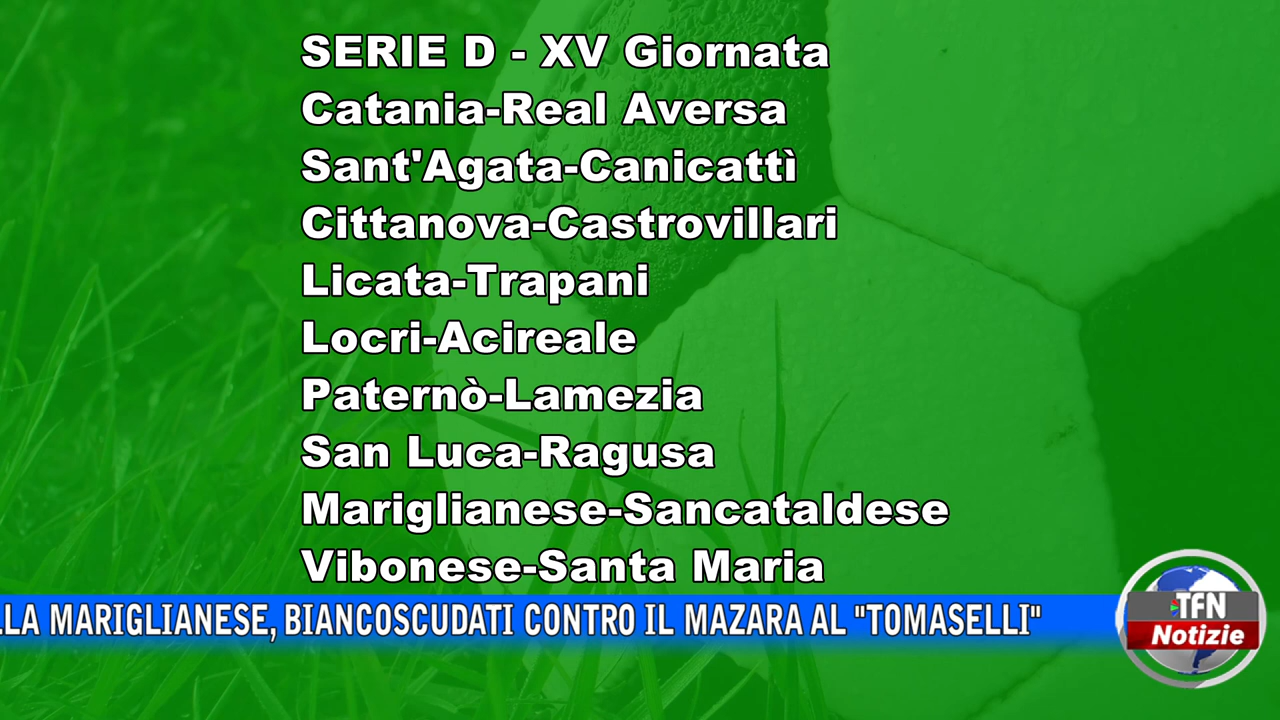 SERIE D - XV Giornata
Catania-Real Aversa
Sant'Agata-Canicattì
Cittanova-Castrovillari
Licata-Trapani
Locri-Acireale
Paternò-Lamezia
San Luca-Ragusa
Mariglianese-Sancataldese
Vibonese-Santa Maria
LLA MARIGLIANESE, BIANCOSCUDATI CONTRO IL MAZARA AL "TOMASELLI"
TFN
Notizie